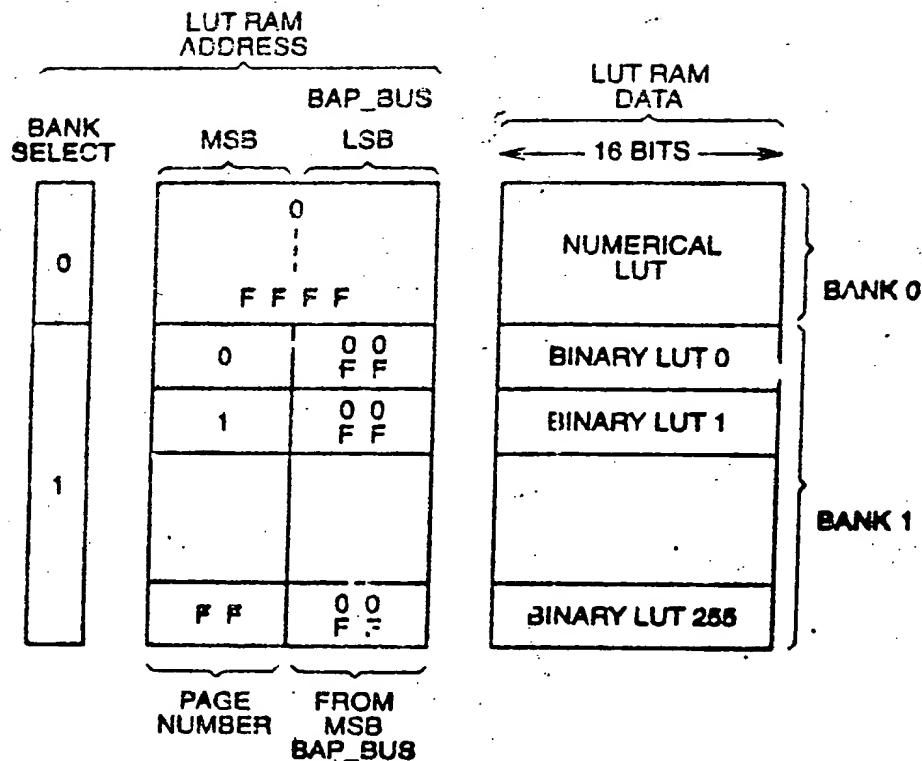 LUT RAM
ADDRESS
BAP_BUS
BANK
SELECT
MSB
LSB
LUT RAM
DATA
16 BITS
0
0
F F F F
NUMERICAL
LUT
BANK 0
1
0
0 0
F F
BINARY LUT 0
1
0 0
F F
BINARY LUT 1
BANK 1
F F
0 0
F F
BINARY LUT 255
PAGE
NUMBER
FROM
MSB
BAP_BUS